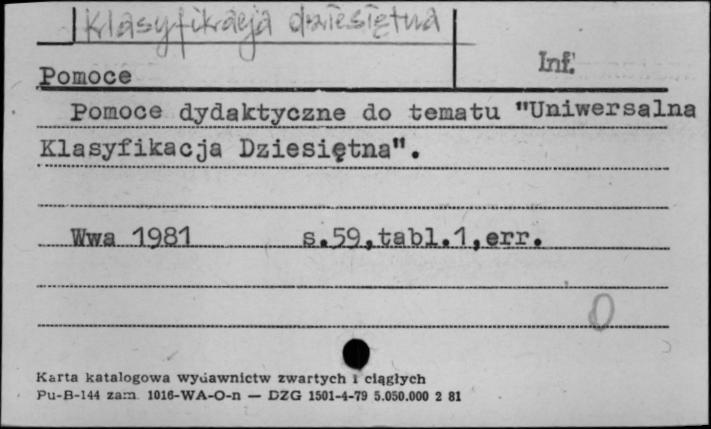 Klasyfikacja dziesiętna
Inf.
Pomoce
Pomoce dydaktyczne do tematu "Uniwersalna
Klasyfikacja Dziesiętna".
Wwa 1981 s.59,tabl.1,err.
0
Karta katalogowa wydawnictw zwartych i ciągłych
Pu-B-144 zam. 1016-WA-O-n — DZG 1501-4-79 5.050.000 2 81